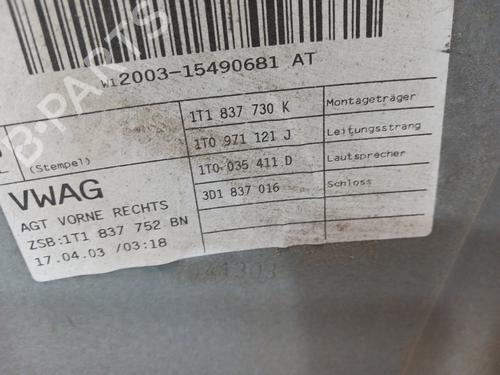 W12003-15490681 AT
(Stempel)
VWAG
AGT VORNE RECHTS
ZSB:1T1 837 752 BN
17.04.03 /03:18
1T1 837 730 K Montageträger
1T0 971 121 J Leitungsstrang
1T0 035 411 D Lautsprecher
3D1 837 016 Schloss
B-PARTS